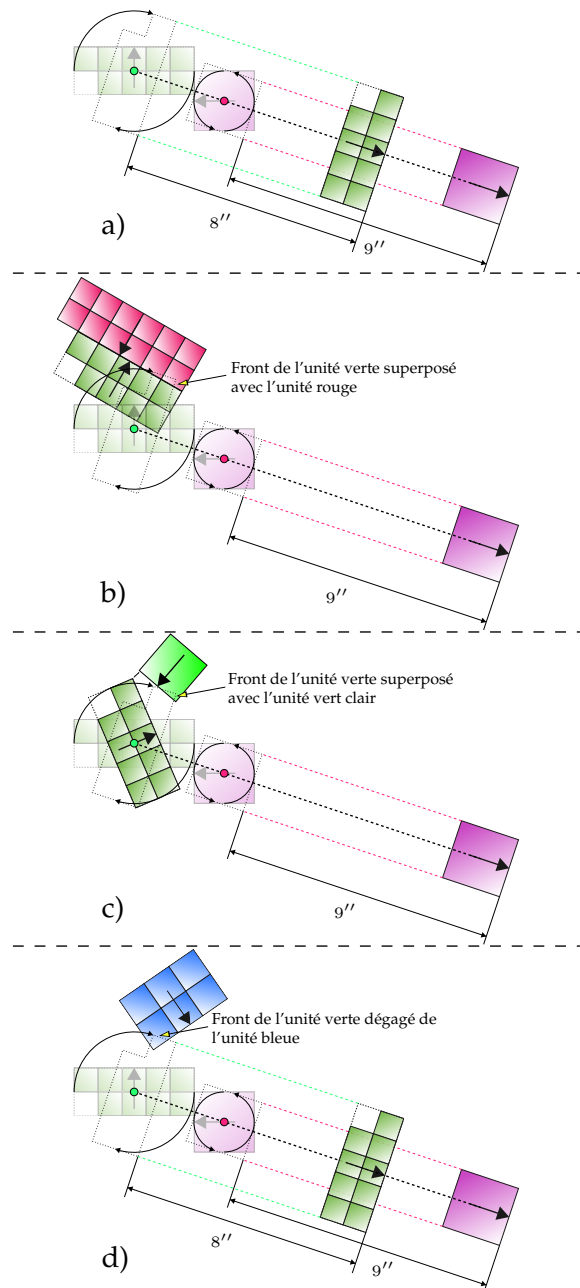 8′′
9′′
a)
Front de l’unité verte superposé
avec l’unité rouge
9′′
b)
Front de l’unité verte superposé
avec l’unité vert clair
9′′
c)
Front de l’unité verte dégagé de
l’unité bleue
8′′
9′′
d)